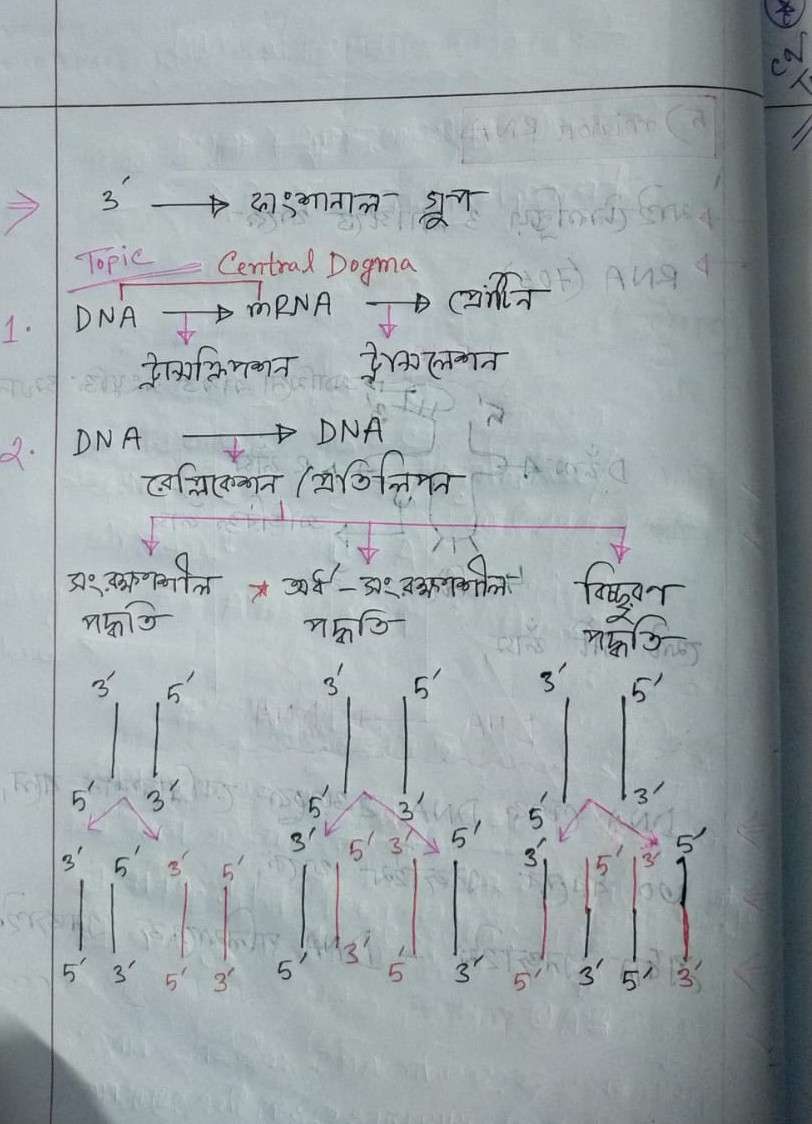 ⇒ 3′ → ফাংশনাল গ্রুপ
Topic Central Dogma
1. DNA → mRNA → প্রোটিন
ট্রান্সক্রিপশন ট্রান্সলেশন
2. DNA → DNA
রেপ্লিকেশন / প্রতিলিপন
সংরক্ষণশীল * অর্ধ-সংরক্ষণশীল বিচ্ছুরণ
পদ্ধতি পদ্ধতি পদ্ধতি
3′ 5′ 3′ 5′ 3′ 5′
5′ 3′ 5′ 3′ 5′ 3′
3′ 5′ 3′ 5′ 3′ 5′ 3′ 5′ 3′ 5′ 3′ 5′
5′ 3′ 5′ 3′ 5′ 3′ 5′ 3′ 5′ 3′ 5′ 3′